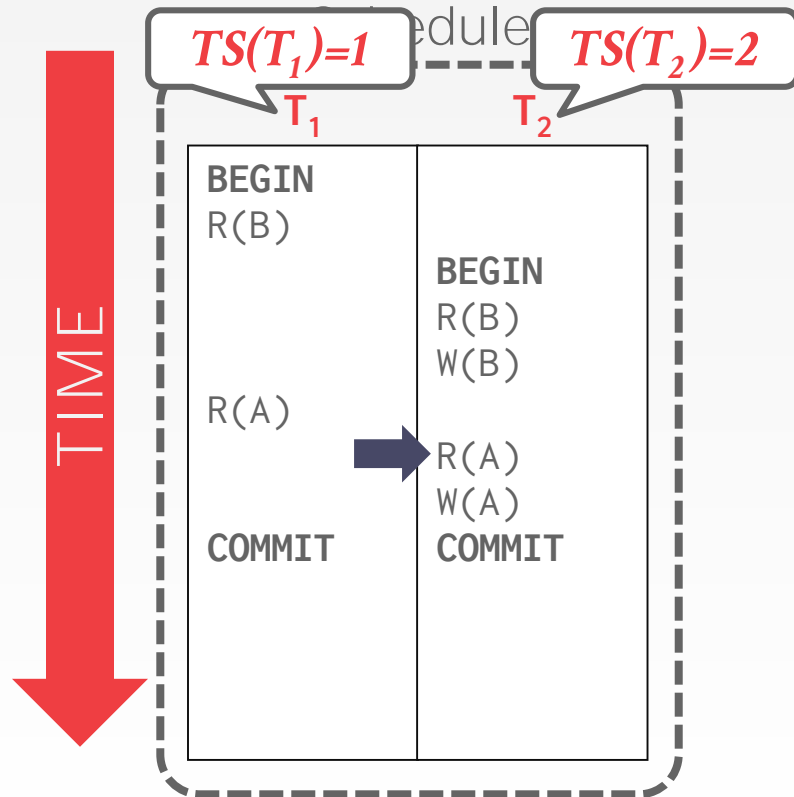 TS(T₁)=1
TS(T₂)=2
T₁
T₂
TIME
BEGIN
R(B)
BEGIN
R(B)
W(B)
R(A)
R(A)
W(A)
COMMIT
COMMIT